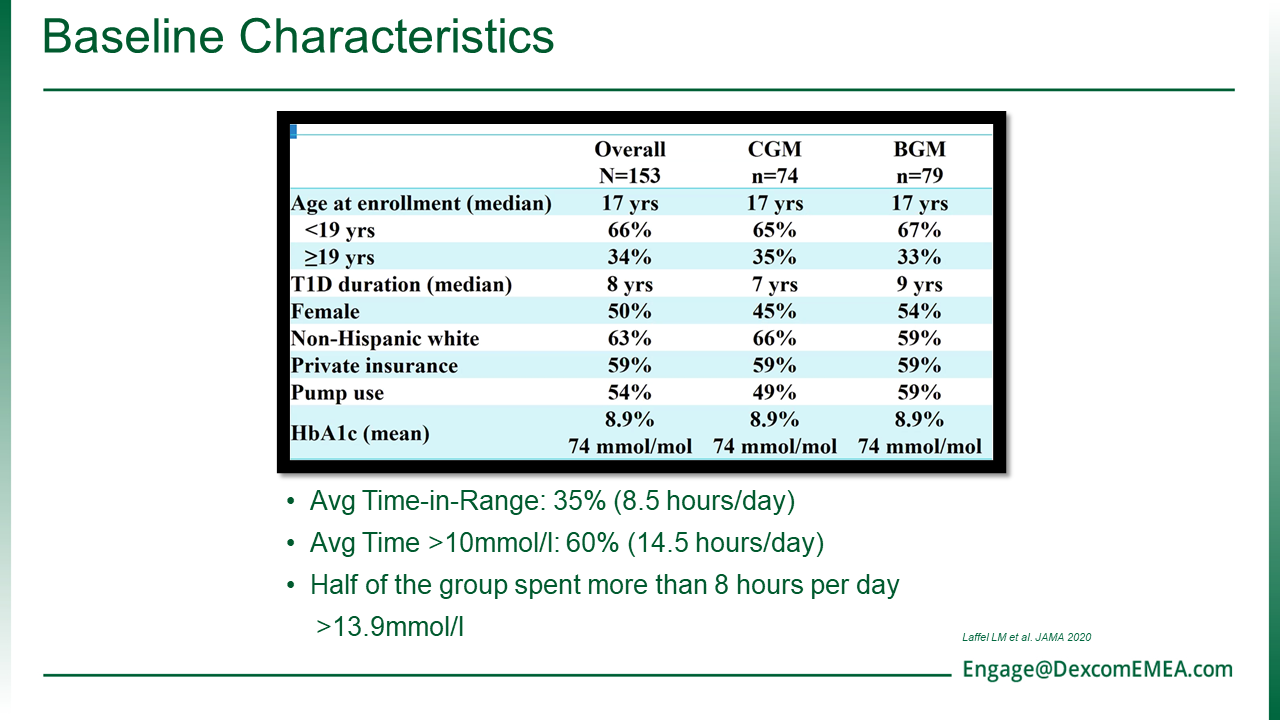 Baseline Characteristics
Overall CGM BGM
N=153 n=74 n=79
Age at enrollment (median) 17 yrs 17 yrs 17 yrs
<19 yrs 66% 65% 67%
≥19 yrs 34% 35% 33%
T1D duration (median) 8 yrs 7 yrs 9 yrs
Female 50% 45% 54%
Non-Hispanic white 63% 66% 59%
Private insurance 59% 59% 59%
Pump use 54% 49% 59%
HbA1c (mean) 8.9% 8.9% 8.9%
74 mmol/mol 74 mmol/mol 74 mmol/mol
• Avg Time-in-Range: 35% (8.5 hours/day)
• Avg Time >10mmol/l: 60% (14.5 hours/day)
• Half of the group spent more than 8 hours per day
>13.9mmol/l
Laffel LM et al. JAMA 2020
Engage@DexcomEMEA.com